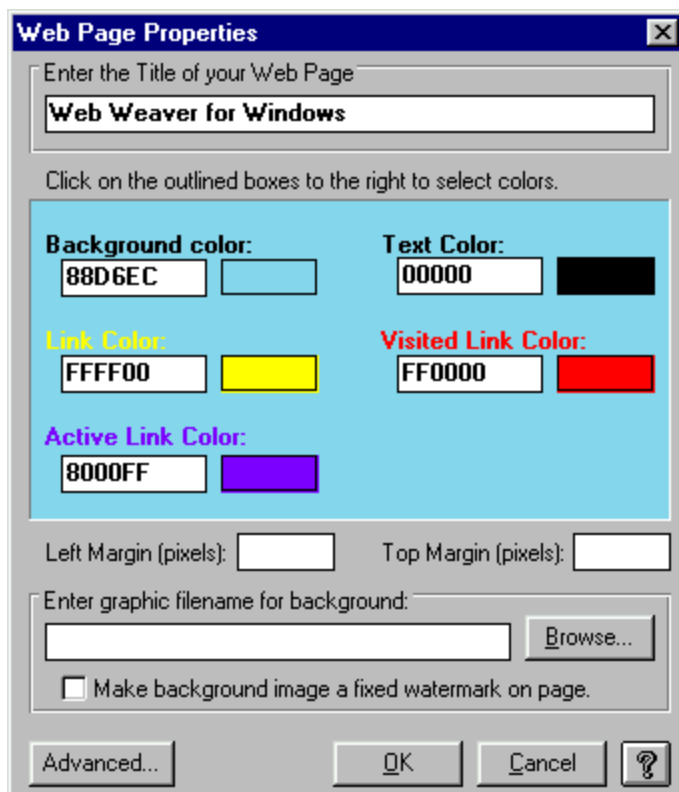 Web Page Properties
Enter the Title of your Web Page
Web Weaver for Windows
Click on the outlined boxes to the right to select colors.
Background color: Text Color:
88D6EC 00000
Link Color: Visited Link Color:
FFFF00 FF0000
Active Link Color:
8000FF
Left Margin (pixels): Top Margin (pixels):
Enter graphic filename for background:
Browse...
Make background image a fixed watermark on page.
Advanced... OK Cancel ?